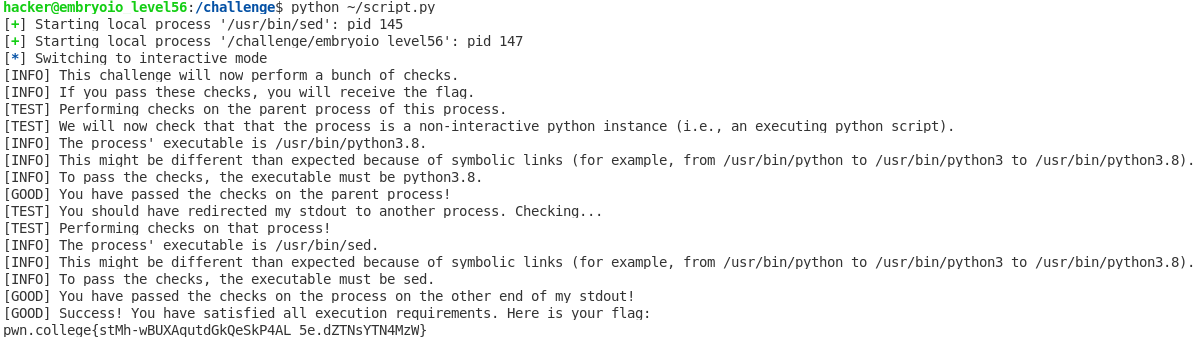 hacker@embryoio_level56:/challenge$ python ~/script.py
[+] Starting local process '/usr/bin/sed': pid 145
[+] Starting local process '/challenge/embryoio_level56': pid 147
[*] Switching to interactive mode
[INFO] This challenge will now perform a bunch of checks.
[INFO] If you pass these checks, you will receive the flag.
[TEST] Performing checks on the parent process of this process.
[TEST] We will now check that that the process is a non-interactive python instance (i.e., an executing python script).
[INFO] The process' executable is /usr/bin/python3.8.
[INFO] This might be different than expected because of symbolic links (for example, from /usr/bin/python to /usr/bin/python3 to /usr/bin/python3.8).
[INFO] To pass the checks, the executable must be python3.8.
[GOOD] You have passed the checks on the parent process!
[TEST] You should have redirected my stdout to another process. Checking...
[TEST] Performing checks on that process!
[INFO] The process' executable is /usr/bin/sed.
[INFO] This might be different than expected because of symbolic links (for example, from /usr/bin/python to /usr/bin/python3 to /usr/bin/python3.8).
[INFO] To pass the checks, the executable must be sed.
[GOOD] You have passed the checks on the process on the other end of my stdout!
[GOOD] Success! You have satisfied all execution requirements. Here is your flag:
pwn.college{stMh-wBUXAqutdGkQeSkP4AL_5e.dZTNsYTN4MzW}